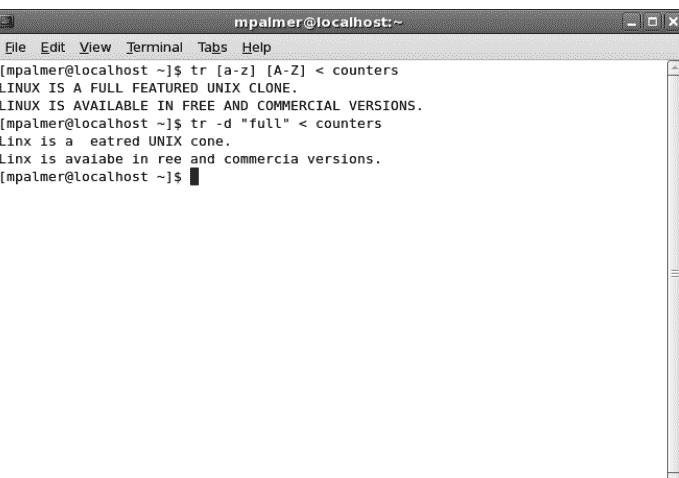 mpalmer@localhost:~
File Edit View Terminal Tabs Help
[mpalmer@localhost ~]$ tr [a-z] [A-Z] < counters
LINUX IS A FULL FEATURED UNIX CLONE.
LINUX IS AVAILABLE IN FREE AND COMMERCIAL VERSIONS.
[mpalmer@localhost ~]$ tr -d "full" < counters
Linx is a  eatred UNIX cone.
Linx is avaiabe in ree and commercia versions.
[mpalmer@localhost ~]$